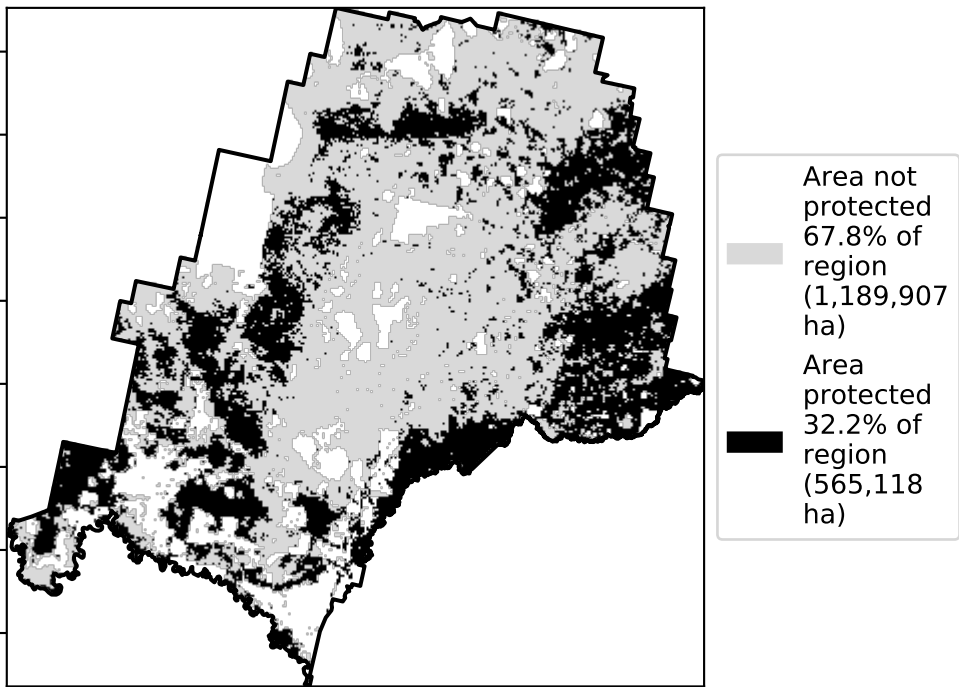 Area not
protected
67.8% of
region
(1,189,907
ha)
Area
protected
32.2% of
region
(565,118
ha)